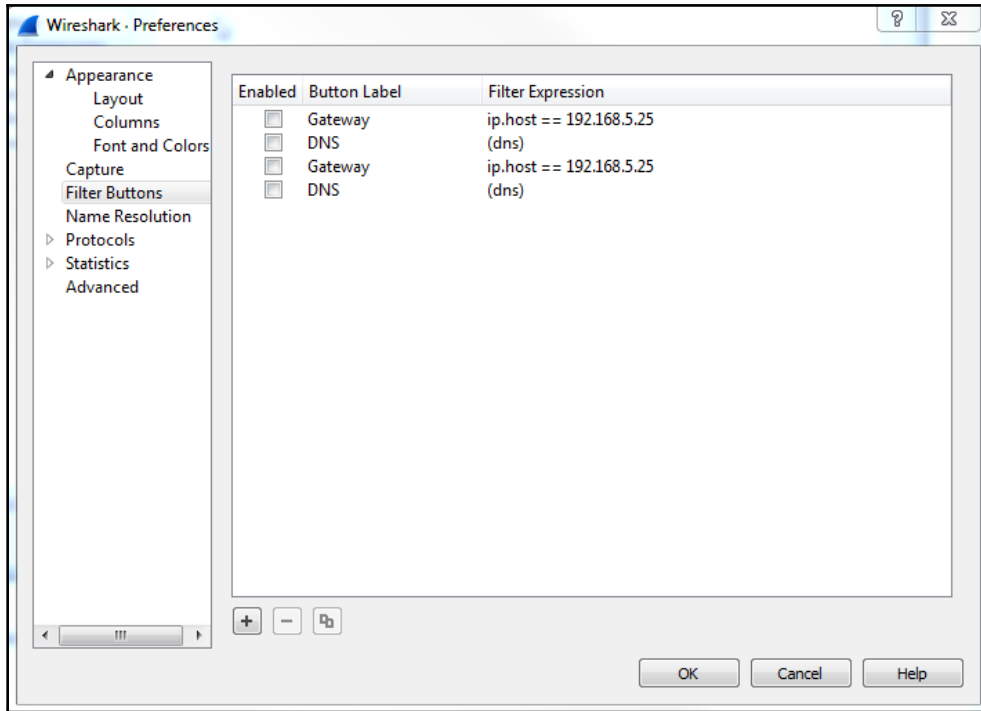 Wireshark · Preferences
Appearance
Layout
Columns
Font and Colors
Capture
Filter Buttons
Name Resolution
Protocols
Statistics
Advanced
Enabled Button Label Filter Expression
Gateway ip.host == 192.168.5.25
DNS (dns)
Gateway ip.host == 192.168.5.25
DNS (dns)
OK Cancel Help